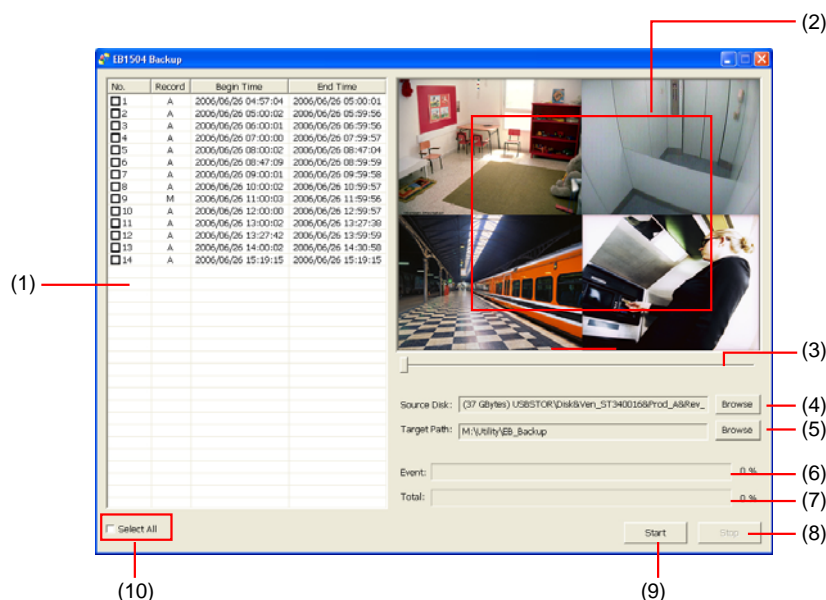 (2)
EB1504 Backup
No. Record Begin Time End Time
1 A 2006/06/26 04:57:04 2006/06/26 05:00:01
2 A 2006/06/26 05:00:02 2006/06/26 05:59:56
3 A 2006/06/26 06:00:01 2006/06/26 06:59:56
4 A 2006/06/26 07:00:00 2006/06/26 07:59:57
5 A 2006/06/26 08:00:02 2006/06/26 08:47:04
6 A 2006/06/26 08:47:09 2006/06/26 08:59:59
7 A 2006/06/26 09:00:01 2006/06/26 09:59:58
8 A 2006/06/26 10:00:02 2006/06/26 10:59:57
9 M 2006/06/26 11:00:03 2006/06/26 11:59:56
10 A 2006/06/26 12:00:00 2006/06/26 12:59:57
11 A 2006/06/26 13:00:02 2006/06/26 13:27:38
12 A 2006/06/26 13:27:42 2006/06/26 13:59:59
13 A 2006/06/26 14:00:02 2006/06/26 14:30:58
14 A 2006/06/26 15:19:15 2006/06/26 15:19:15
(1)
(3)
Source Disk: (37 GBytes) USBSTOR\Disk&Ven_ST340016&Prod_A&Rev_ Browse (4)
Target Path: M:\Utility\EB_Backup Browse (5)
Event: 0 % (6)
Total: 0 % (7)
Select All Start Stop (8)
(10) (9)